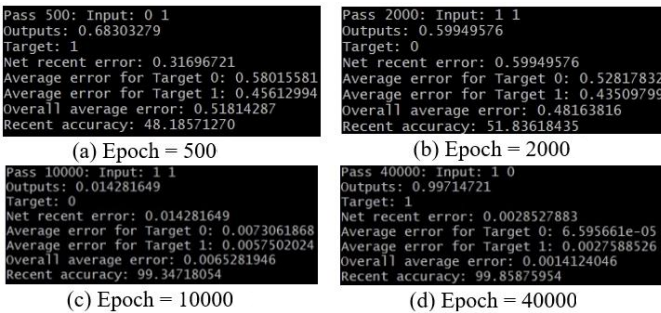 Pass 500: Input: 0 1
Outputs: 0.68303279
Target: 1
Net recent error: 0.31696721
Average error for Target 0: 0.58015581
Average error for Target 1: 0.45612994
Overall average error: 0.51814287
Recent accuracy: 48.18571270
(a) Epoch = 500
Pass 2000: Input: 1 1
Outputs: 0.59949576
Target: 0
Net recent error: 0.59949576
Average error for Target 0: 0.52817832
Average error for Target 1: 0.43509799
Overall average error: 0.48163816
Recent accuracy: 51.83618435
(b) Epoch = 2000
Pass 10000: Input: 1 1
Outputs: 0.014281649
Target: 0
Net recent error: 0.014281649
Average error for Target 0: 0.0073061868
Average error for Target 1: 0.0057502024
Overall average error: 0.0065281946
Recent accuracy: 99.34718054
(c) Epoch = 10000
Pass 40000: Input: 1 0
Outputs: 0.99714721
Target: 1
Net recent error: 0.0028527883
Average error for Target 0: 6.595661e-05
Average error for Target 1: 0.0027588526
Overall average error: 0.0014124046
Recent accuracy: 99.85875954
(d) Epoch = 40000